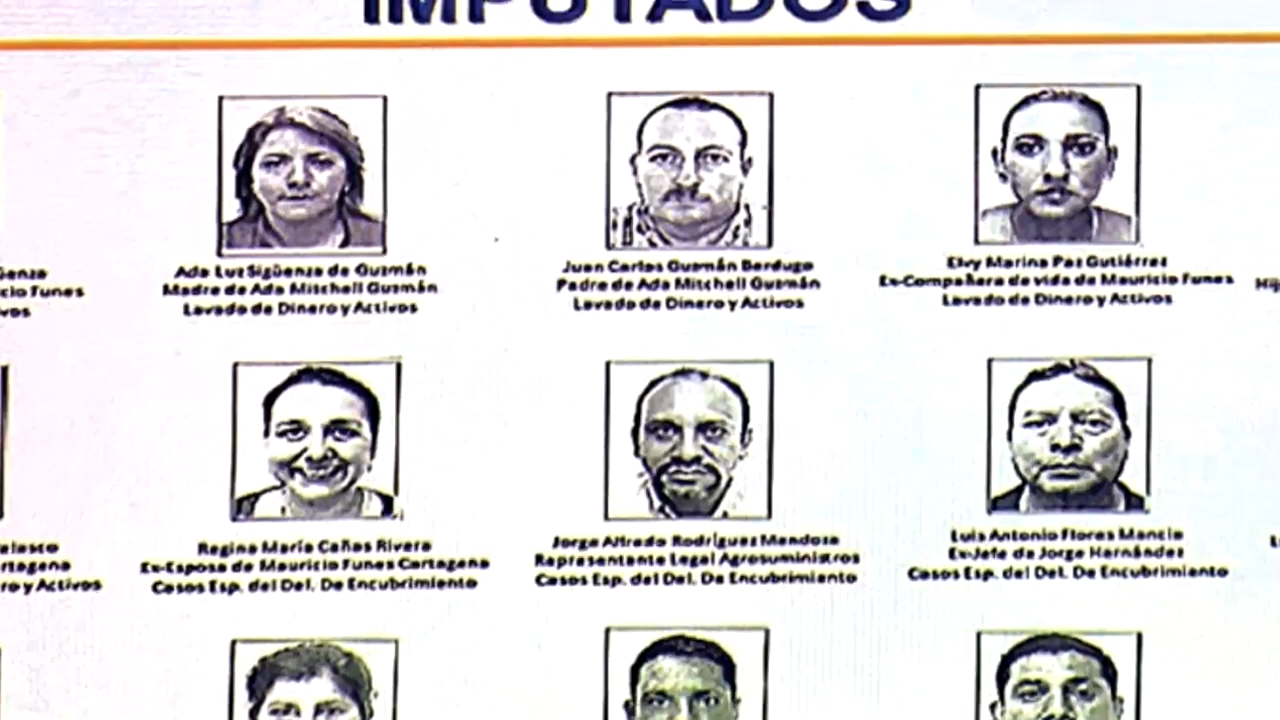 IMPUTADOS
Ada Luz Sigüenza de Guzmán
Madre de Ada Mitchell Guzmán
Lavado de Dinero y Activos
Juan Carlos Guzmán Berdugo
Padre de Ada Mitchell Guzmán
Lavado de Dinero y Activos
Elvy Marina Paz Gutiérrez
Ex-Compañera de vida de Mauricio Funes
Lavado de Dinero y Activos
Funes
Regina María Cañas Rivera
Ex-Esposa de Mauricio Funes Cartagena
Casos Esp. del Del. De Encubrimiento
Jorge Alfredo Rodríguez Mendoza
Representante Legal Agrosuministros
Casos Esp. del Del. De Encubrimiento
Luis Antonio Flores Mancía
Ex-Jefe de Jorge Hernández
Casos Esp. del Del. De Encubrimiento
y Activos